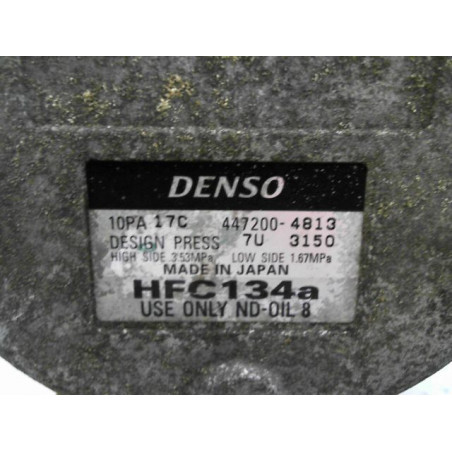 DENSO
10PA 17C 447200-4813
DESIGN PRESS 7U 3150
HIGH SIDE 3.53MPa LOW SIDE 1.67MPa
MADE IN JAPAN
HFC134a
USE ONLY ND-OIL 8